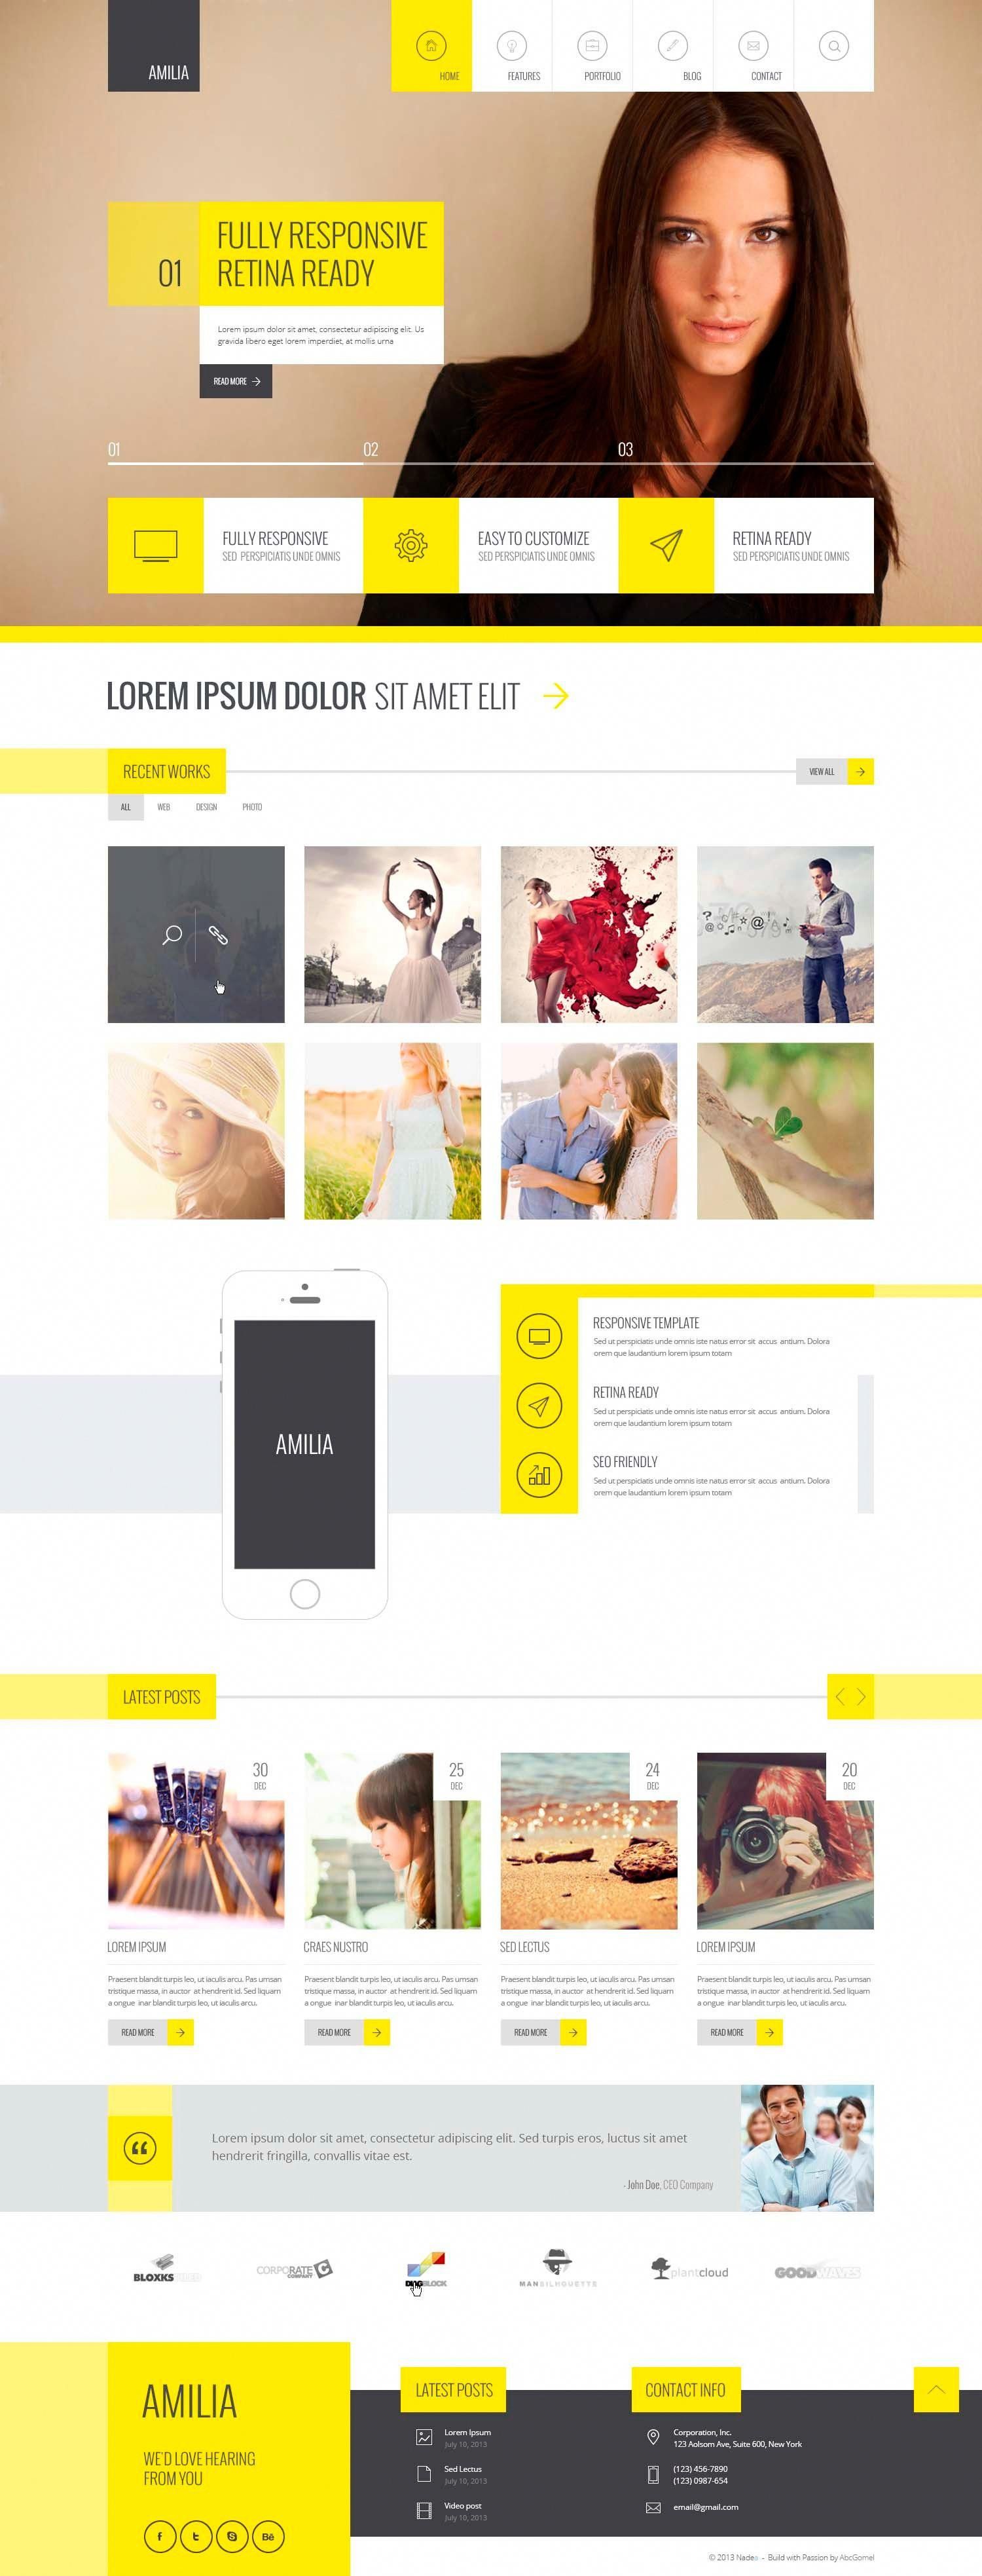 AMILIA
HOME
FEATURES
PORTFOLIO
BLOG
CONTACT
01
FULLY RESPONSIVE
RETINA READY
Lorem ipsum dolor sit amet, consectetur adipiscing elit. Us
gravida libero eget lorem imperdiet, at mollis urna
READ MORE
01
02
03
FULLY RESPONSIVE
SED PERSPICIATIS UNDE OMNIS
EASY TO CUSTOMIZE
SED PERSPICIATIS UNDE OMNIS
RETINA READY
SED PERSPICIATIS UNDE OMNIS
LOREM IPSUM DOLOR SIT AMET ELIT
RECENT WORKS
VIEW ALL
ALL
WEB
DESIGN
PHOTO
AMILIA
RESPONSIVE TEMPLATE
Sed ut perspiciatis unde omnis iste natus error sit accus antium. Dolora
orem que laudantium lorem ipsum totam
RETINA READY
Sed ut perspiciatis unde omnis iste natus error sit accus antium. Dolora
orem que laudantium lorem ipsum totam
SEO FRIENDLY
Sed ut perspiciatis unde omnis iste natus error sit accus antium. Dolora
orem que laudantium lorem ipsum totam
LATEST POSTS
30
DEC
25
DEC
24
DEC
20
DEC
LOREM IPSUM
Praesent blandit turpis leo, ut iaculis arcu. Pas umsan
tristique massa, in auctor at hendrerit id. Sed liquam
a ongue inar blandit turpis leo, ut iaculis arcu.
READ MORE
CRAES NUSTRO
Praesent blandit turpis leo, ut iaculis arcu. Pas umsan
tristique massa, in auctor at hendrerit id. Sed liquam
a ongue inar blandit turpis leo, ut iaculis arcu.
READ MORE
SED LECTUS
Praesent blandit turpis leo, ut iaculis arcu. Pas umsan
tristique massa, in auctor at hendrerit id. Sed liquam
a ongue inar blandit turpis leo, ut iaculis arcu.
READ MORE
LOREM IPSUM
Praesent blandit turpis leo, ut iaculis arcu. Pas umsan
tristique massa, in auctor at hendrerit id. Sed liquam
a ongue inar blandit turpis leo, ut iaculis arcu.
READ MORE
Lorem ipsum dolor sit amet, consectetur adipiscing elit. Sed turpis eros, luctus sit amet
hendrerit fringilla, convallis vitae est.
- John Doe, CEO Company
BLOXKS
CORPORATE
COMPANY
MANSILHOUETTE
plantcloud
GOODWAVES
AMILIA
WE'D LOVE HEARING
FROM YOU
Bē
LATEST POSTS
Lorem Ipsum
July 10, 2013
Sed Lectus
July 10, 2013
Video post
July 10, 2013
CONTACT INFO
Corporation, Inc.
123 Aolsom Ave, Suite 600, New York
(123) 456-7890
(123) 0987-654
email@gmail.com
© 2013 Nadeo - Build with Passion by AbcGomel